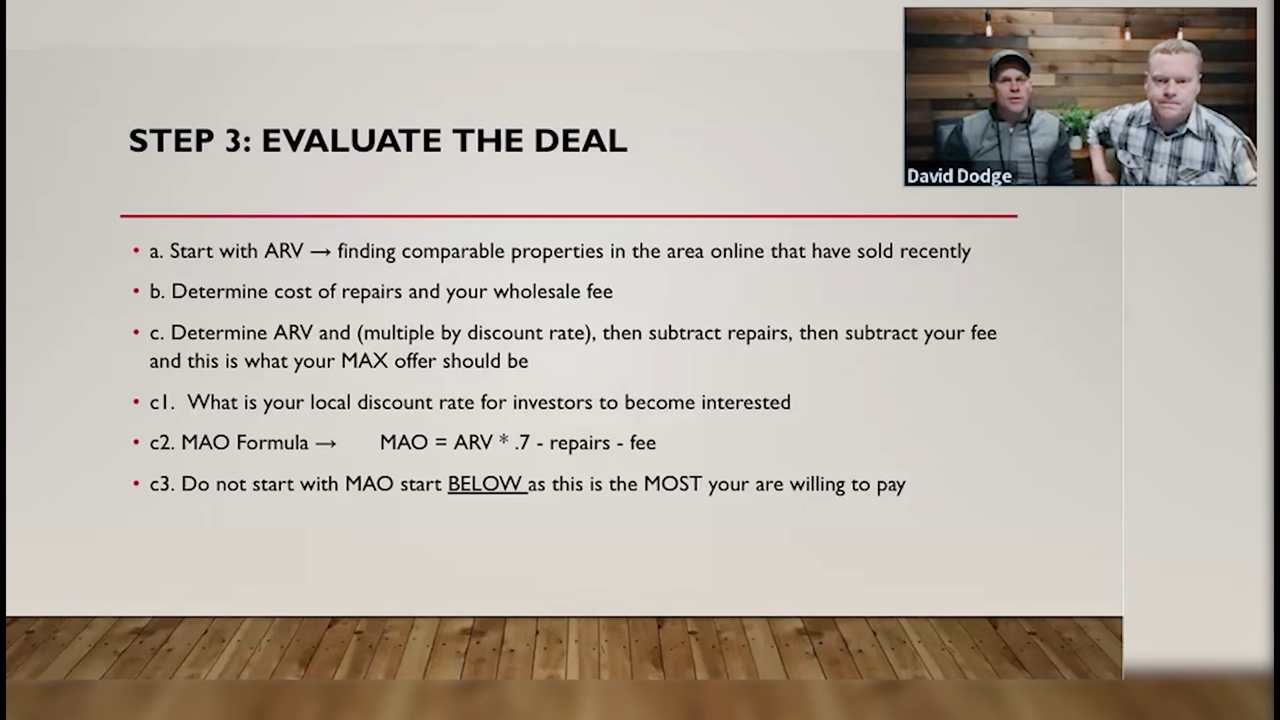 STEP 3: EVALUATE THE DEAL
David Dodge
• a. Start with ARV → finding comparable properties in the area online that have sold recently
• b. Determine cost of repairs and your wholesale fee
• c. Determine ARV and (multiple by discount rate), then subtract repairs, then subtract your fee
and this is what your MAX offer should be
• c1. What is your local discount rate for investors to become interested
• c2. MAO Formula → MAO = ARV * .7 - repairs - fee
• c3. Do not start with MAO start BELOW as this is the MOST your are willing to pay